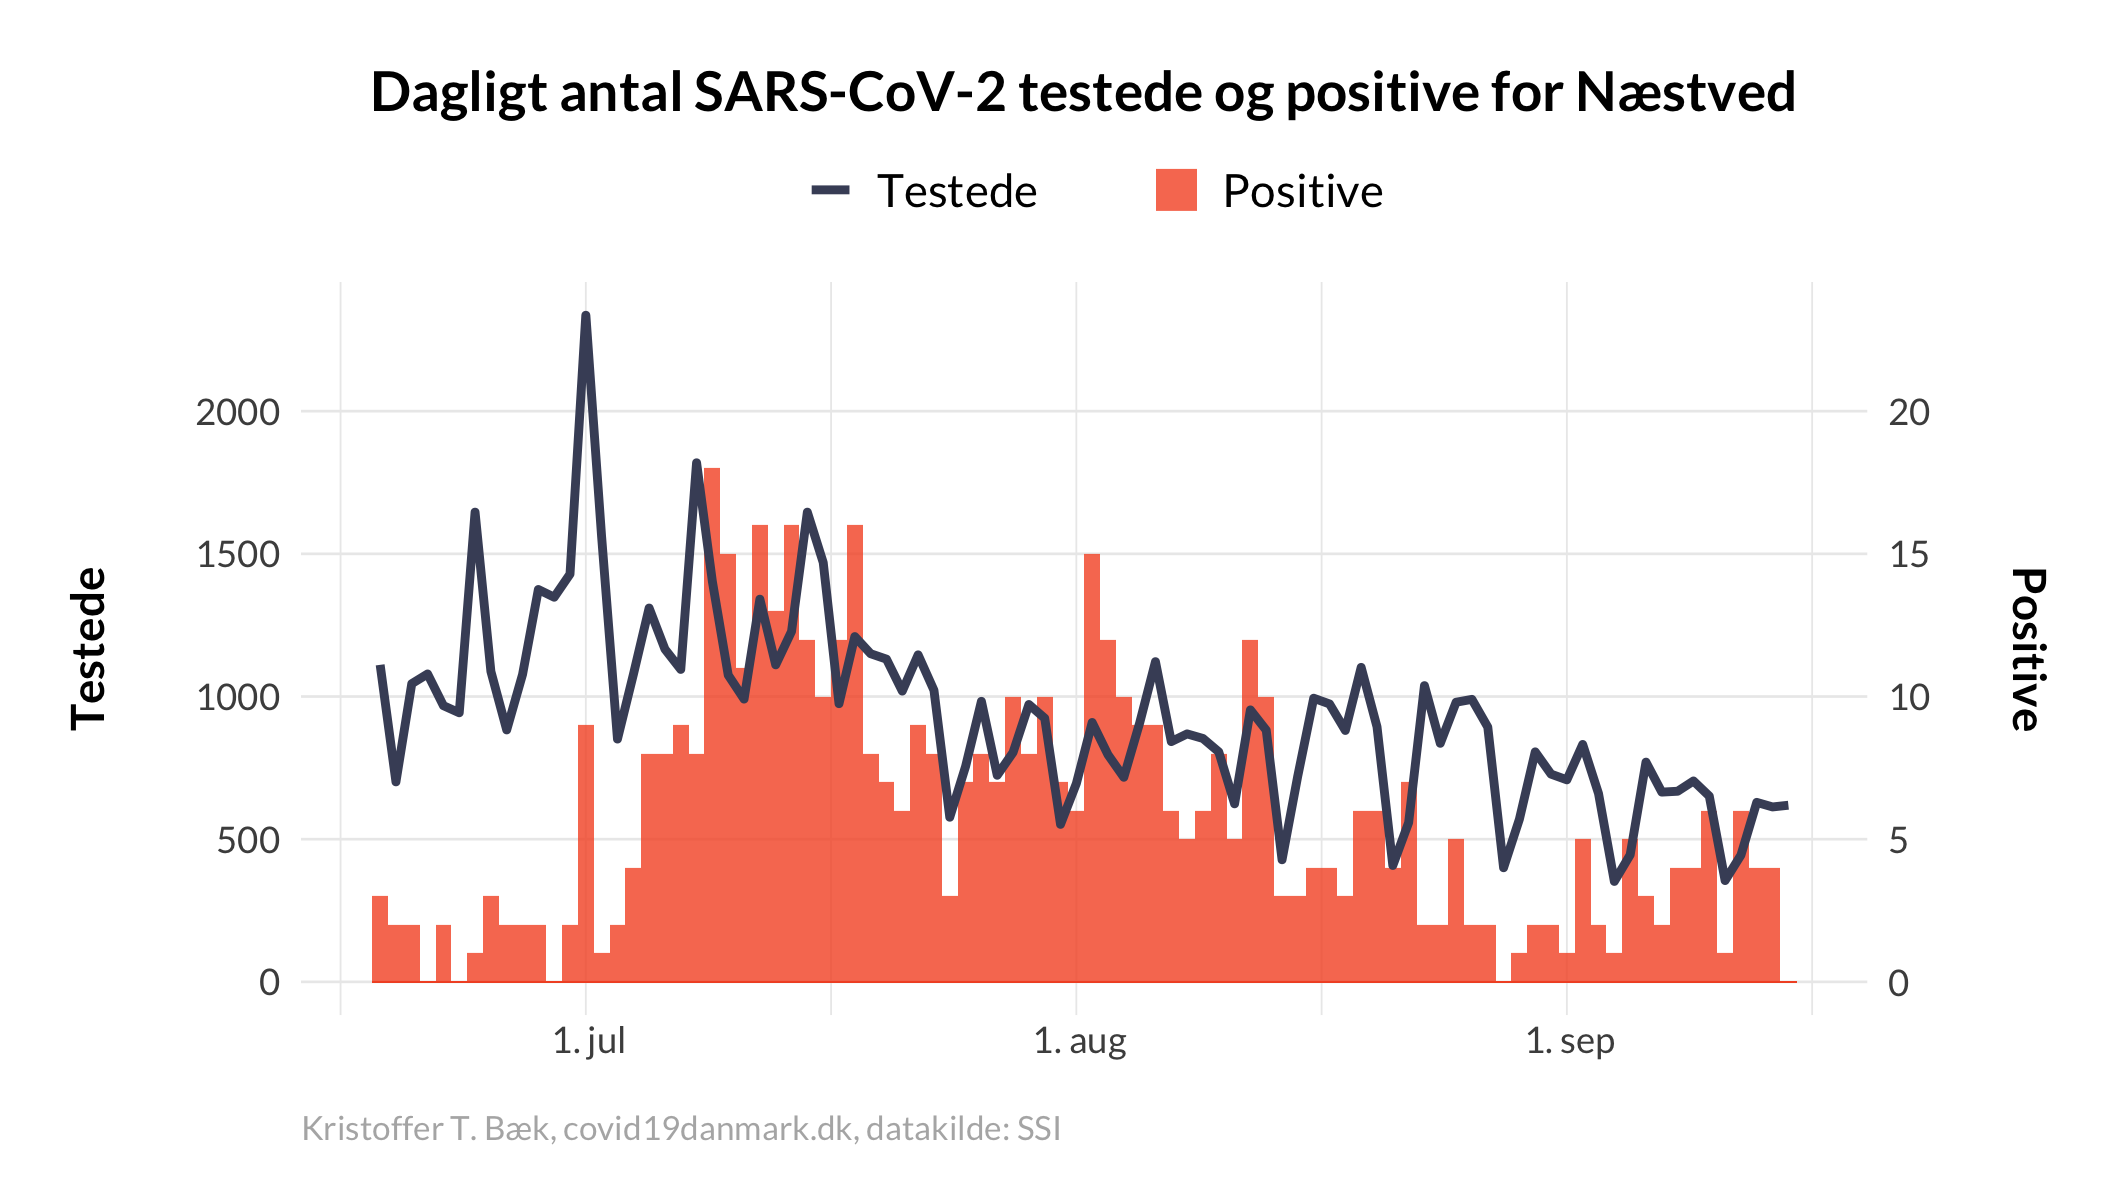 Dagligt antal SARS-CoV-2 testede og positive for Næstved
Testede
Positive
Testede
2000
1500
1000
500
0
20
15
10
5
0
Positive
1. jul
1. aug
1. sep
Kristoffer T. Bæk, covid19danmark.dk, datakilde: SSI